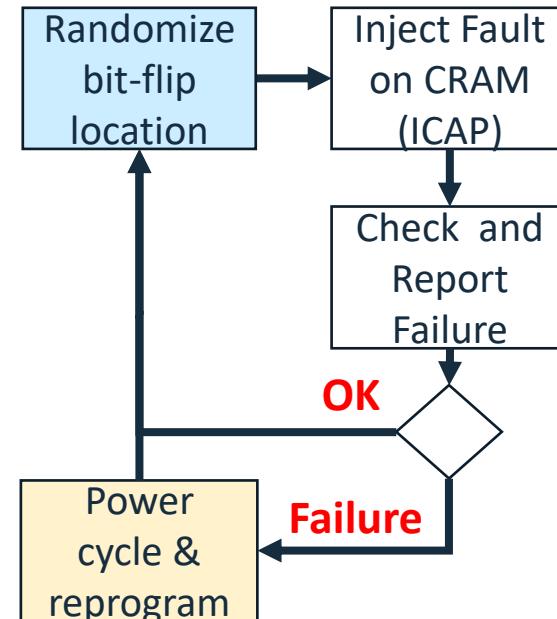 Randomize
bit-flip
location
Inject Fault
on CRAM
(ICAP)
Check and
Report
Failure
OK
Failure
Power
cycle &
reprogram